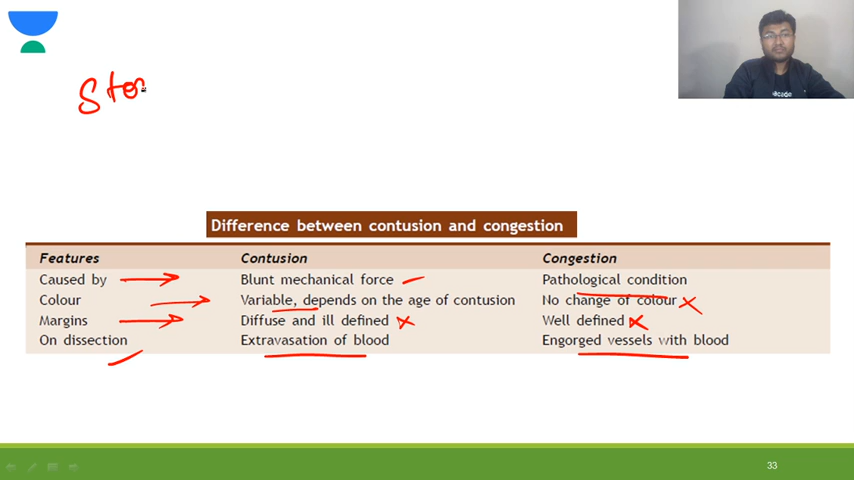 Sto
Difference between contusion and congestion
Features Contusion Congestion
Caused by Blunt mechanical force Pathological condition
Colour Variable, depends on the age of contusion No change of colour
Margins Diffuse and ill defined Well defined
On dissection Extravasation of blood Engorged vessels with blood
33